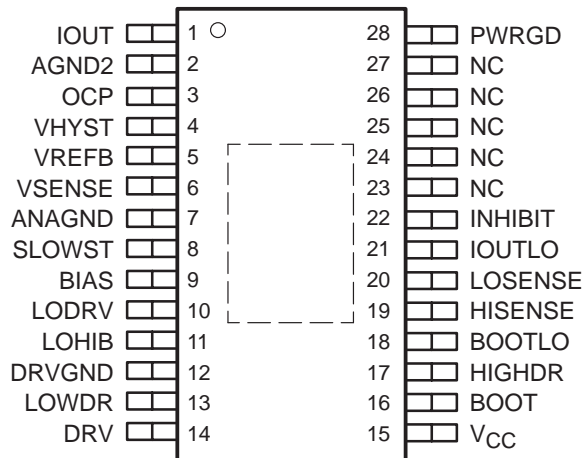 IOUT 1 28 PWRGD
AGND2 2 27 NC
OCP 3 26 NC
VHYST 4 25 NC
VREFB 5 24 NC
VSENSE 6 23 NC
ANAGND 7 22 INHIBIT
SLOWST 8 21 IOUTLO
BIAS 9 20 LOSENSE
LODRV 10 19 HISENSE
LOHIB 11 18 BOOTLO
DRVGND 12 17 HIGHDR
LOWDR 13 16 BOOT
DRV 14 15 VCC